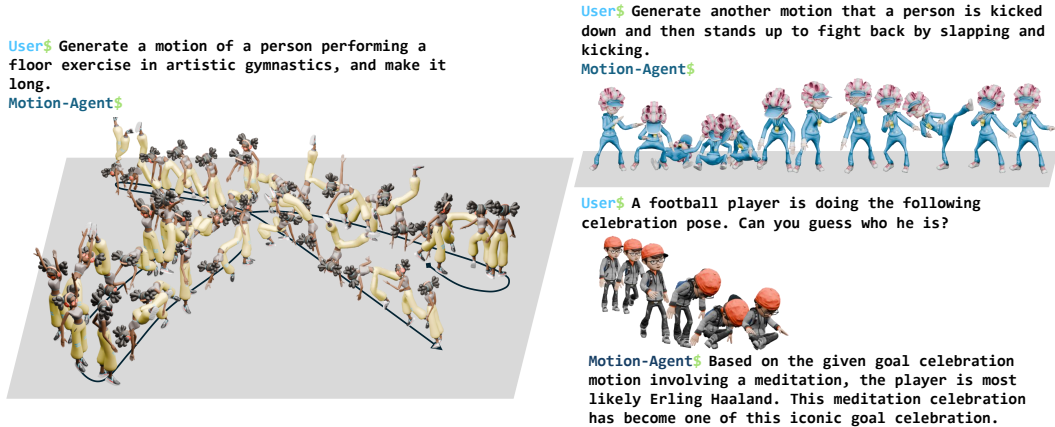 User$ Generate a motion of a person performing a
floor exercise in artistic gymnastics, and make it
long.
Motion-Agent$
User$ Generate another motion that a person is kicked
down and then stands up to fight back by slapping and
kicking.
Motion-Agent$
User$ A football player is doing the following
celebration pose. Can you guess who he is?
Motion-Agent$ Based on the given goal celebration
motion involving a meditation, the player is most
likely Erling Haaland. This meditation celebration
has become one of this iconic goal celebration.